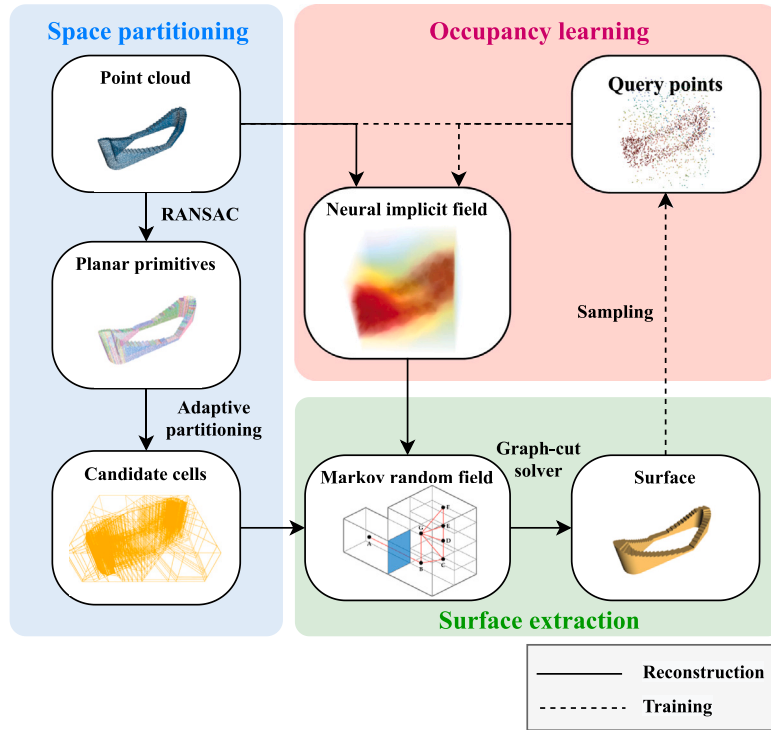 Space partitioning
Point cloud
RANSAC
Planar primitives
Adaptive
partitioning
Candidate cells
Occupancy learning
Query points
Neural implicit field
Sampling
Markov random field
A
B
C
D
E
F
G
Graph-cut
solver
Surface
Surface extraction
Reconstruction
Training